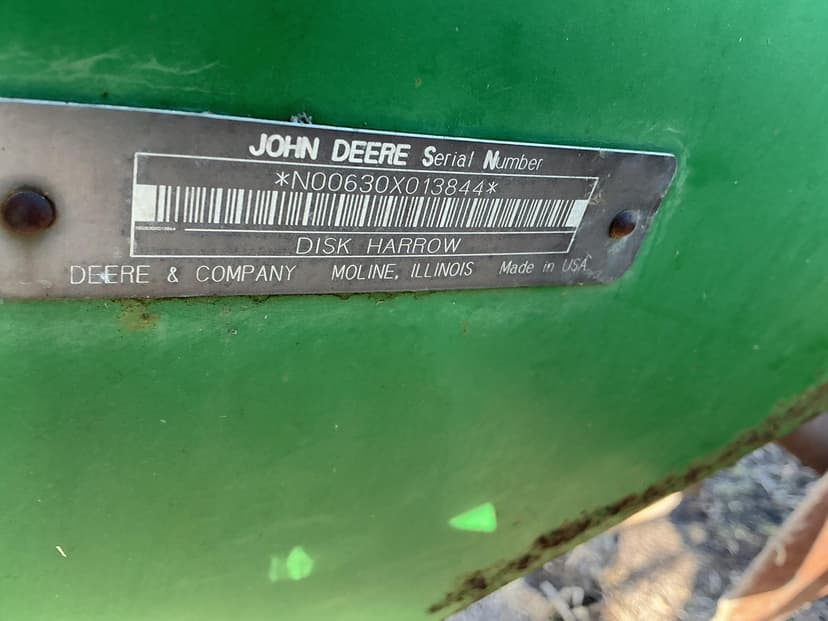 JOHN DEERE Serial Number
*N00630X013844*
DISK HARROW
DEERE & COMPANY MOLINE, ILLINOIS Made in USA